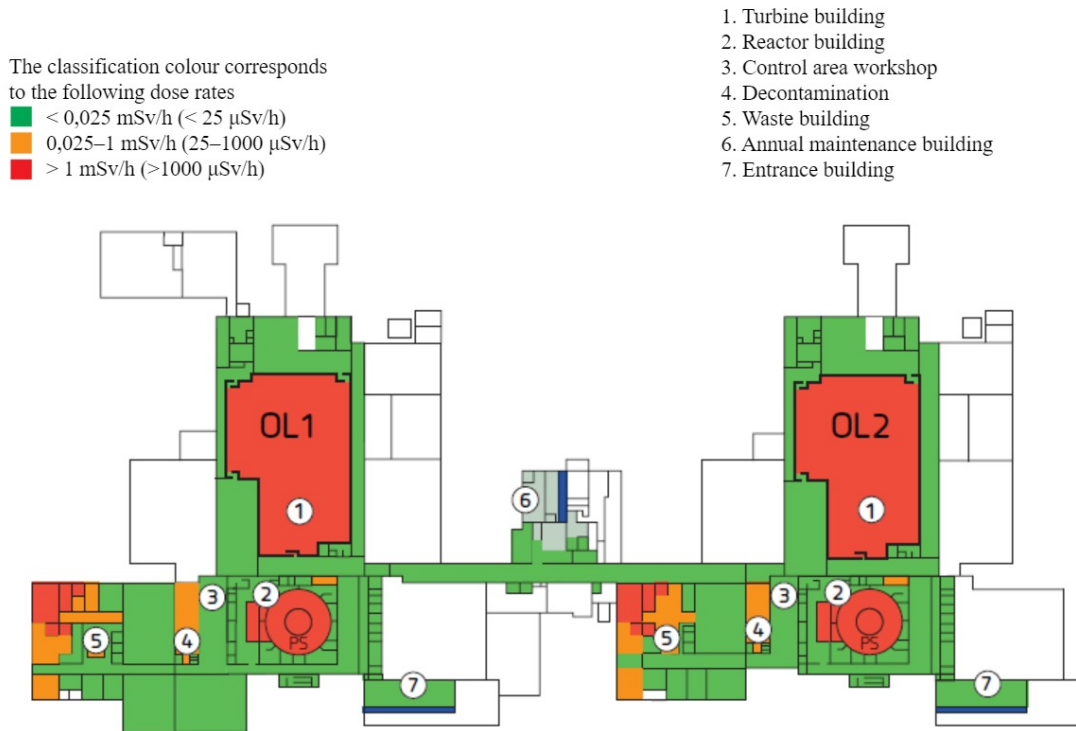 The classification colour corresponds
to the following dose rates
< 0,025 mSv/h (< 25 μSv/h)
0,025–1 mSv/h (25–1000 μSv/h)
> 1 mSv/h (>1000 μSv/h)
1. Turbine building
2. Reactor building
3. Control area workshop
4. Decontamination
5. Waste building
6. Annual maintenance building
7. Entrance building
OL1
OL2
6
1
1
3
2
3
2
5
4
PS
5
4
PS
7
7